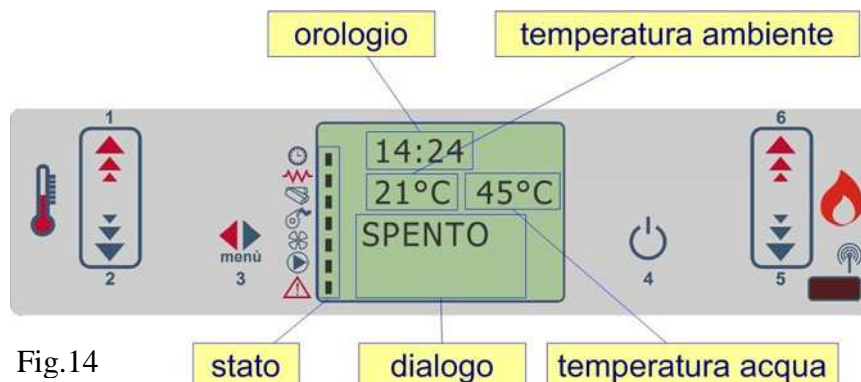 orologio
temperatura ambiente
1
6
14:24
21°C 45°C
SPENTO
menù
3
4
2
5
Fig.14
stato
dialogo
temperatura acqua